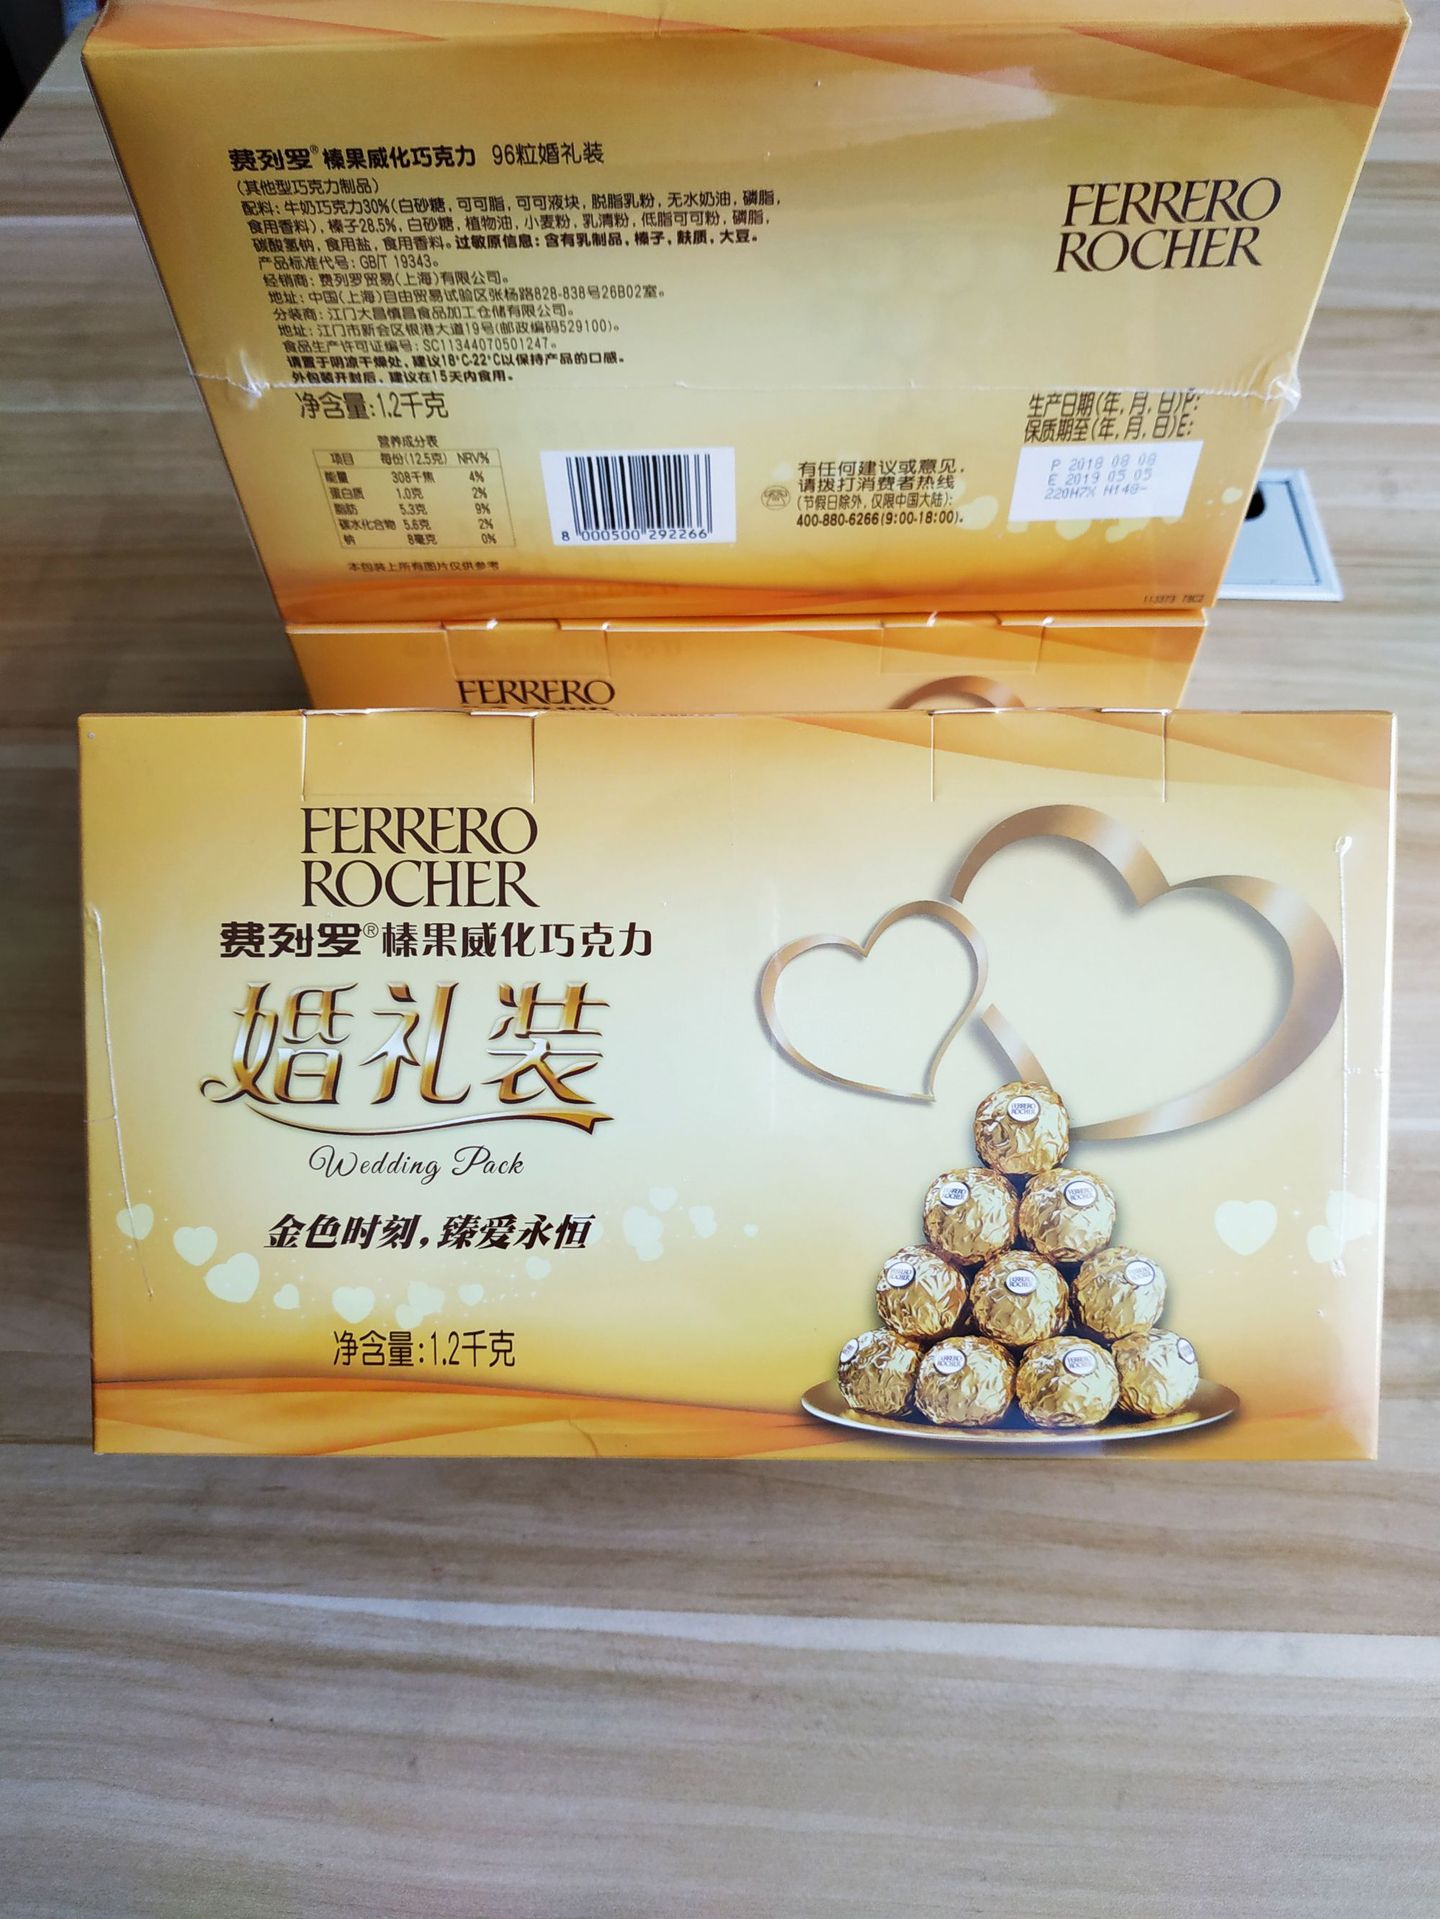 费列罗®榛果威化巧克力 96粒婚礼装
(其他型巧克力制品)
配料:牛奶巧克力30%(白砂糖,可可脂,可可液块,脱脂乳粉,无水奶油,磷脂,
食用香料),榛子28.5%,白砂糖,植物油,小麦粉,乳清粉,低脂可可粉,磷脂,
碳酸氢钠,食用盐,食用香料。过敏原信息:含有乳制品,榛子,麸质,大豆。
产品标准代号:GB/T 19343。
经销商:费列罗贸易(上海)有限公司。
地址:中国(上海)自由贸易试验区张杨路828-838号26B02室。
分装商:江门大昌慎昌食品加工仓储有限公司。
地址:江门市新会区银港大道19号(邮政编码529100)。
食品生产许可证编号:SC11344070501247。
请置于阴凉干燥处,建议18°C-22°C以保持产品的口感。
外包装开封后,建议在15天内食用。
净含量:1.2千克
FERRERO
ROCHER
营养成分表
项目 每份(12.5克) NRV%
能量 308千焦 4%
蛋白质 1.0克 2%
脂肪 5.3克 9%
碳水化合物 5.6克 2%
钠 8毫克 0%
本包装上所有图片仅供参考
8 000500 292266
有任何建议或意见,
请拨打消费者热线
(节假日除外,仅限中国大陆):
400-880-6266(9:00-18:00)。
生产日期(年,月,日)P:
保质期至(年,月,日)E:
P 2018 08 08
E 2019 05 05
220H7X H148-
FERRERO
FERRERO
ROCHER
费列罗®榛果威化巧克力
婚礼装
Wedding Pack
金色时刻,臻爱永恒
净含量:1.2千克
FERRERO
ROCHER
FERRERO
ROCHER
FERRERO
ROCHER
FERRERO
ROCHER
FERRERO
ROCHER
FERRERO
ROCHER
FERRERO
ROCHER
FERRERO
ROCHER